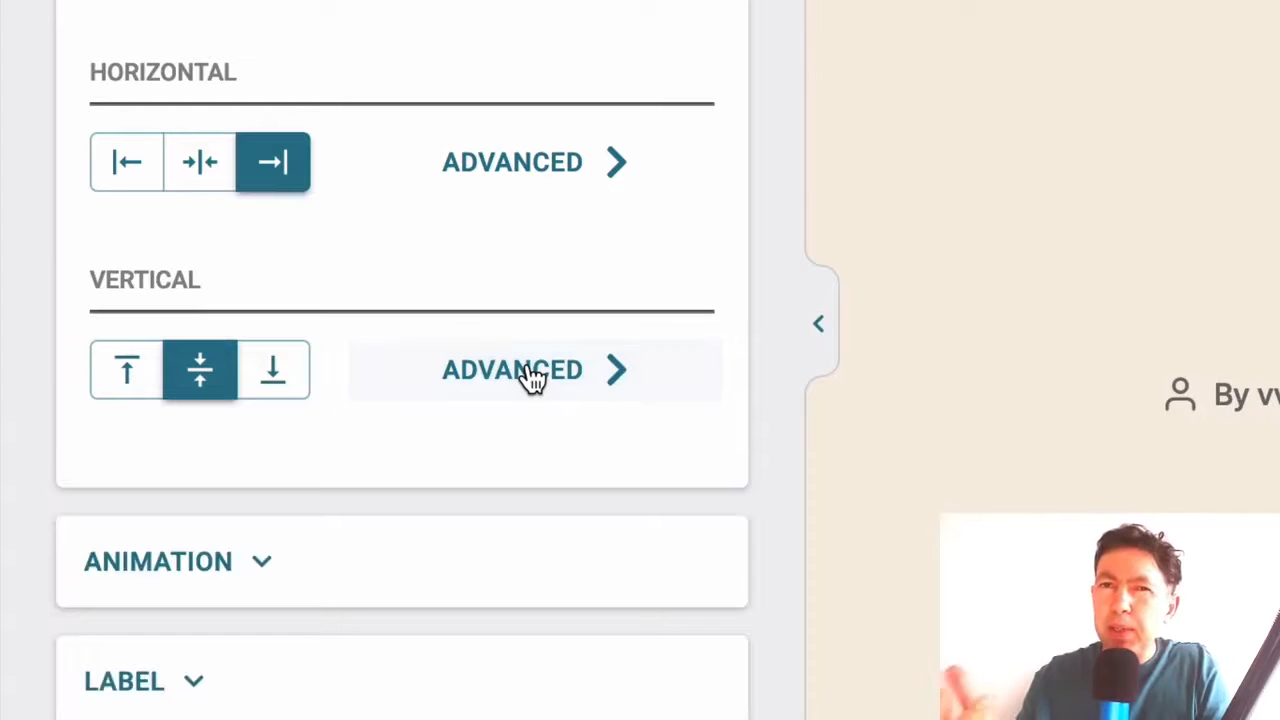 HORIZONTAL
ADVANCED
VERTICAL
ADVANCED
By
ANIMATION
LABEL